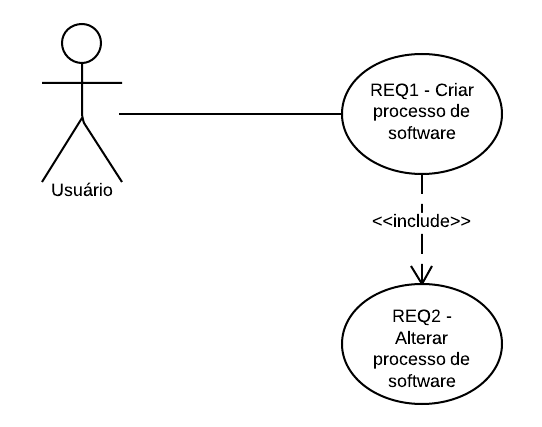 REQ1 - Criar
processo de
software
Usuário
<<include>>
REQ2 -
Alterar
processo de
software